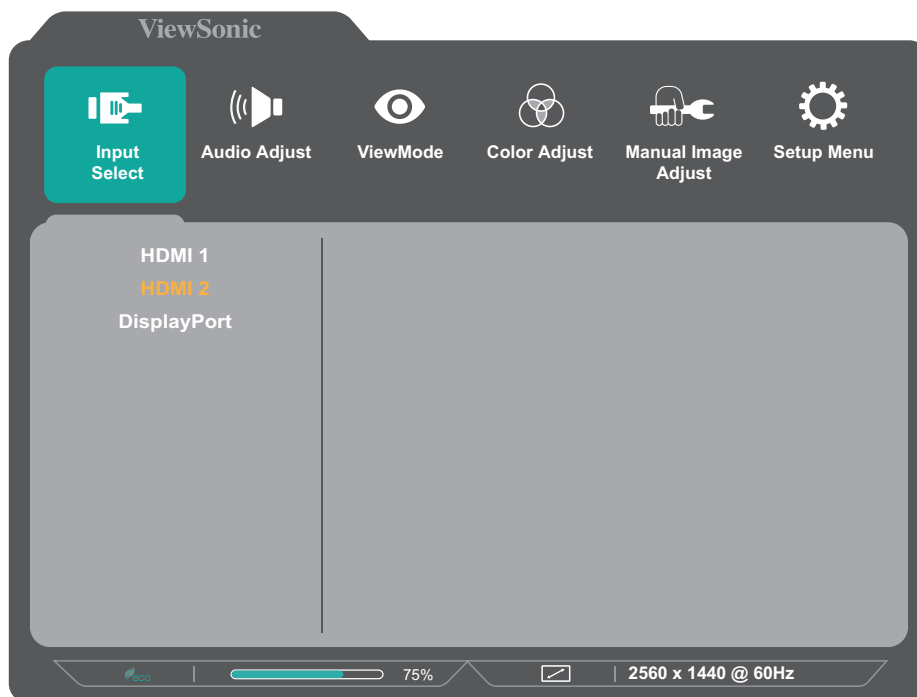 ViewSonic
Input
Select
Audio Adjust
ViewMode
Color Adjust
Manual Image
Adjust
Setup Menu
HDMI 1
HDMI 2
DisplayPort
eco
75%
2560 x 1440 @ 60Hz